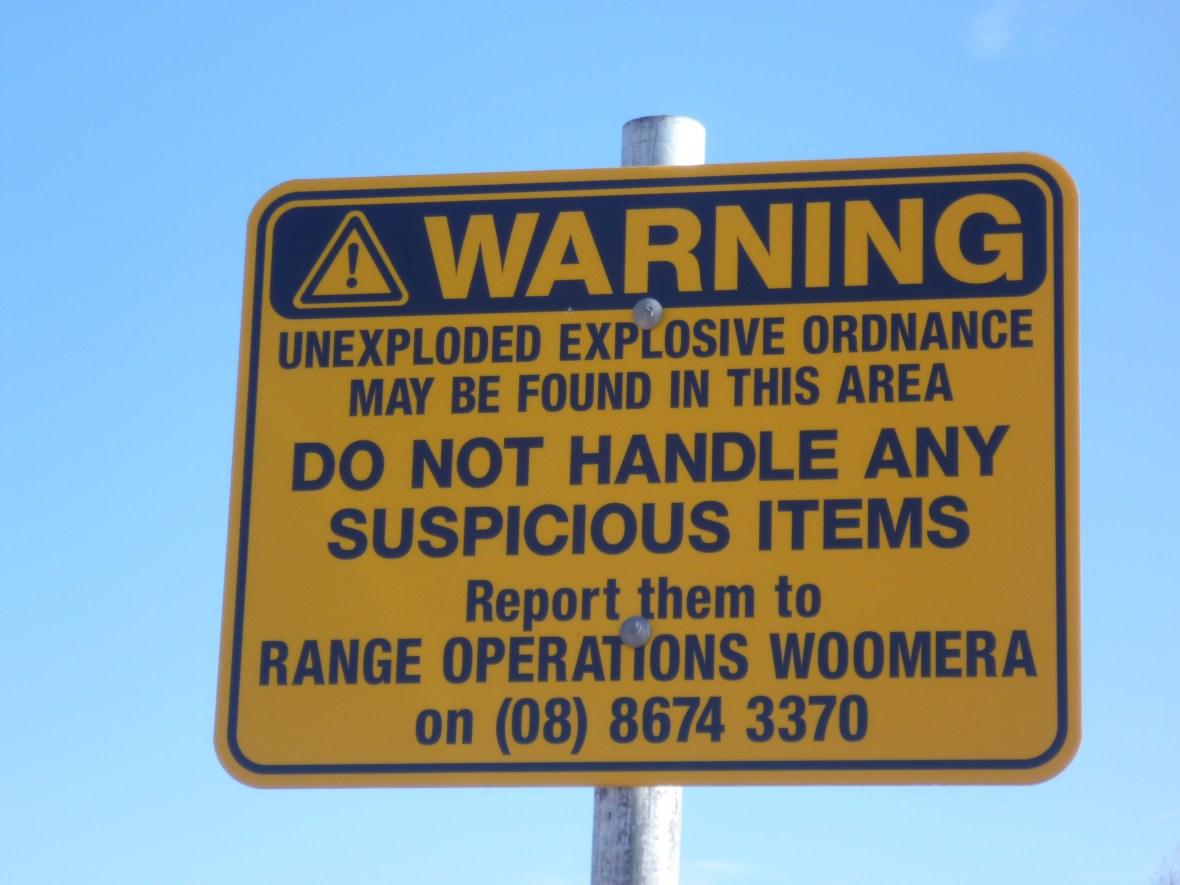 WARNING
UNEXPLODED EXPLOSIVE ORDNANCE
MAY BE FOUND IN THIS AREA
DO NOT HANDLE ANY
SUSPICIOUS ITEMS
Report them to
RANGE OPERATIONS WOOMERA
on (08) 8674 3370